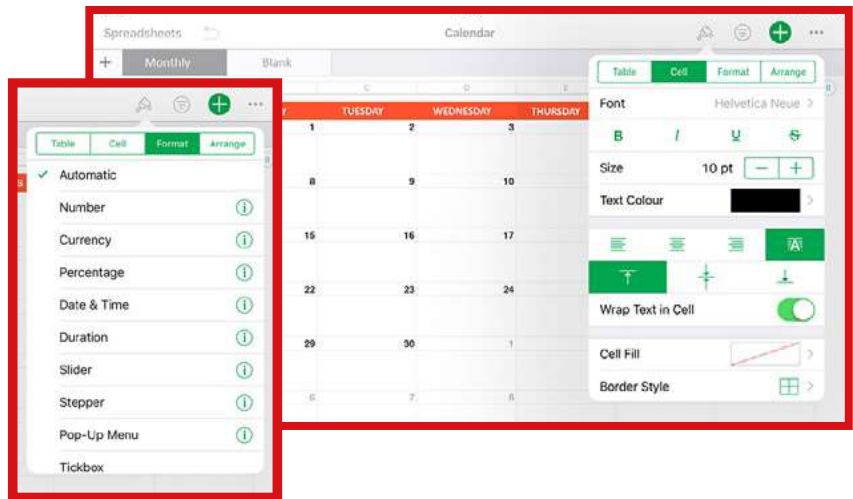 Spreadsheets Calendar
Monthly Blank
C D E
Y TUESDAY WEDNESDAY THURSDAY
1 2 3
8 9 10
15 16 17
22 23 24
29 30 1
6 7 8
Table Cell Format Arrange
Font Helvetica Neue
B I U S
Size 10 pt
Text Colour
A
Wrap Text in Cell
Cell Fill
Border Style
Table Cell Format Arrange
S
Automatic
Number
Currency
Percentage
Date & Time
Duration
Slider
Stepper
Pop-Up Menu
Tickbox